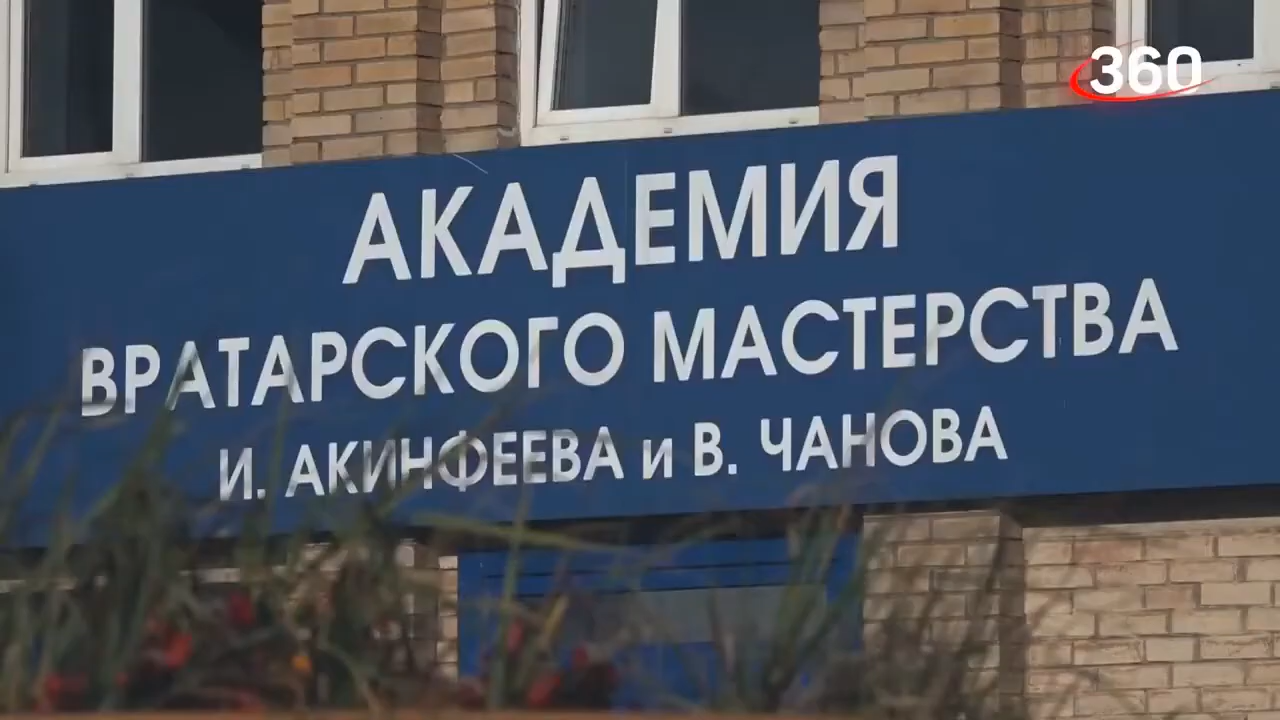 360
АКАДЕМИЯ
ВРАТАРСКОГО МАСТЕРСТВА
И. АКИНФЕЕВА и В. ЧАНОВА